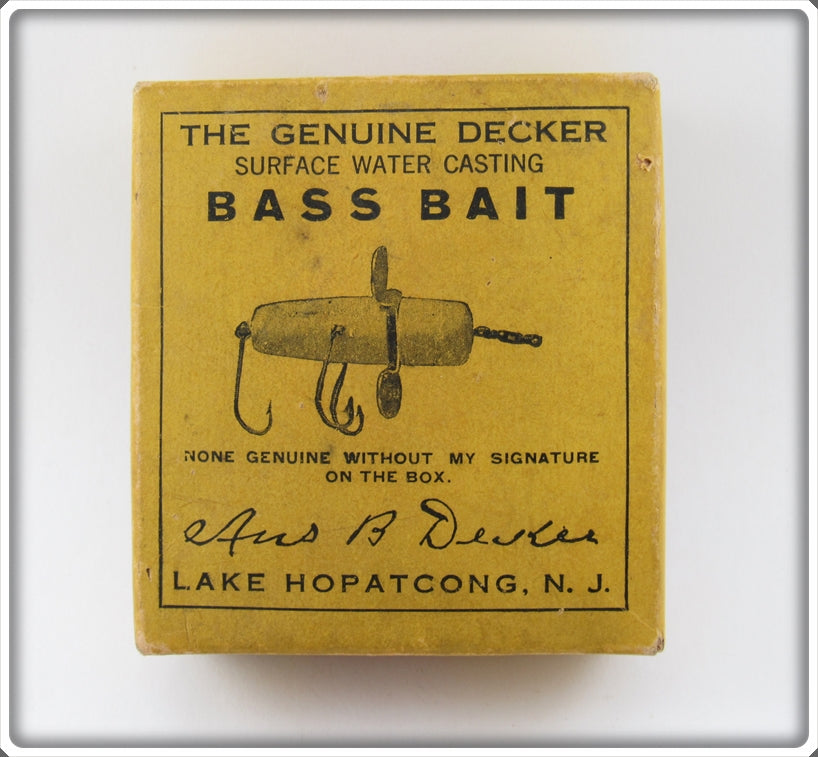 THE GENUINE DECKER
SURFACE WATER CASTING
BASS BAIT
NONE GENUINE WITHOUT MY SIGNATURE
ON THE BOX.
Ans B Decker
LAKE HOPATCONG, N. J.